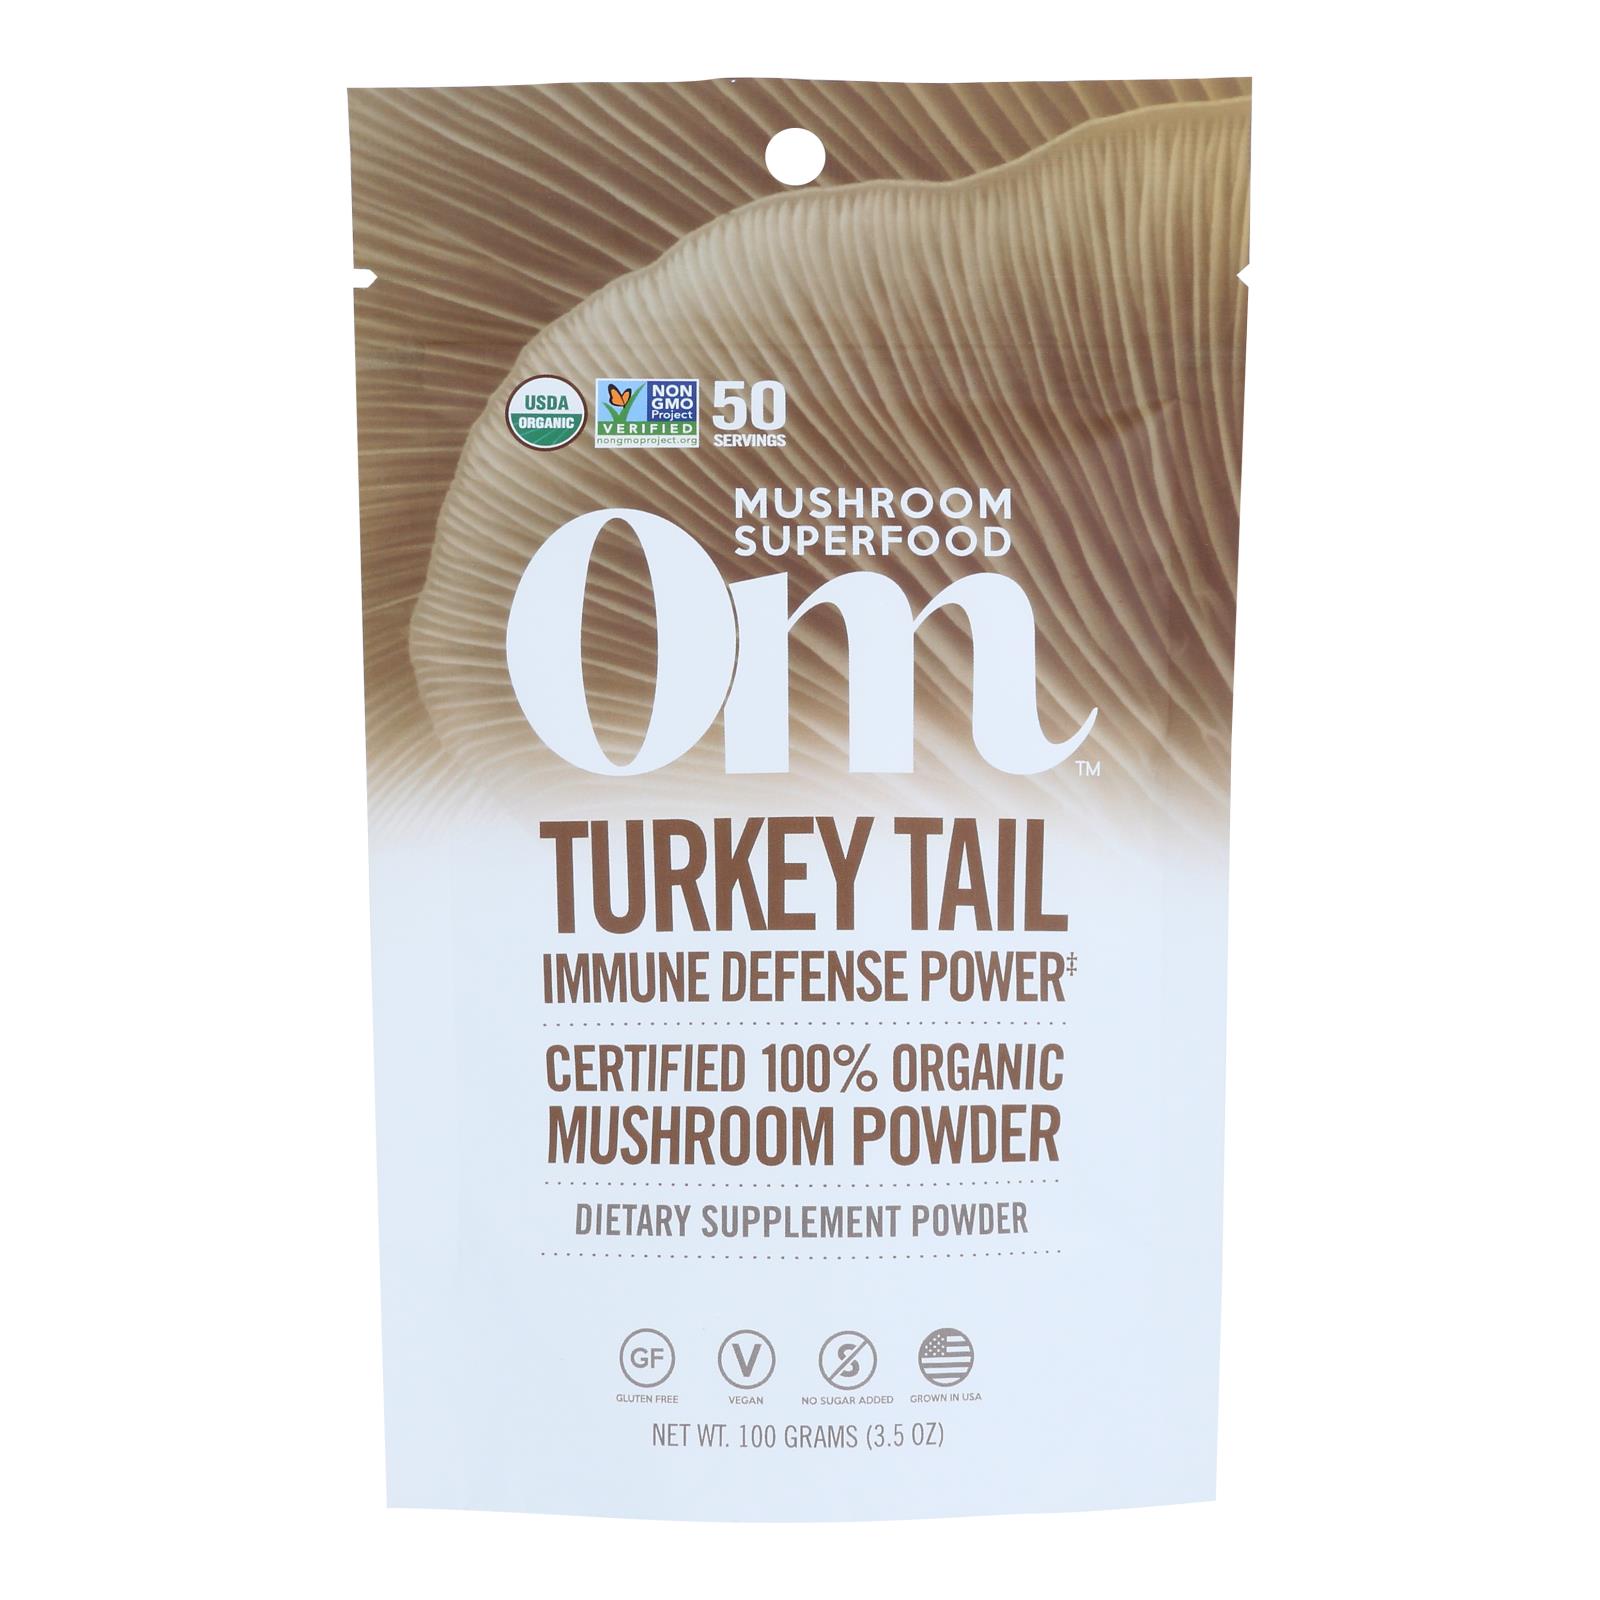 USDA
ORGANIC
NON
GMO
Project
VERIFIED
nongmoproject.org
50
SERVINGS
MUSHROOM
SUPERFOOD
Om
TM
TURKEY TAIL
IMMUNE DEFENSE POWER‡
CERTIFIED 100% ORGANIC
MUSHROOM POWDER
DIETARY SUPPLEMENT POWDER
GF
V
S
GLUTEN FREE
VEGAN
NO SUGAR ADDED
GROWN IN USA
NET WT. 100 GRAMS (3.5 OZ)